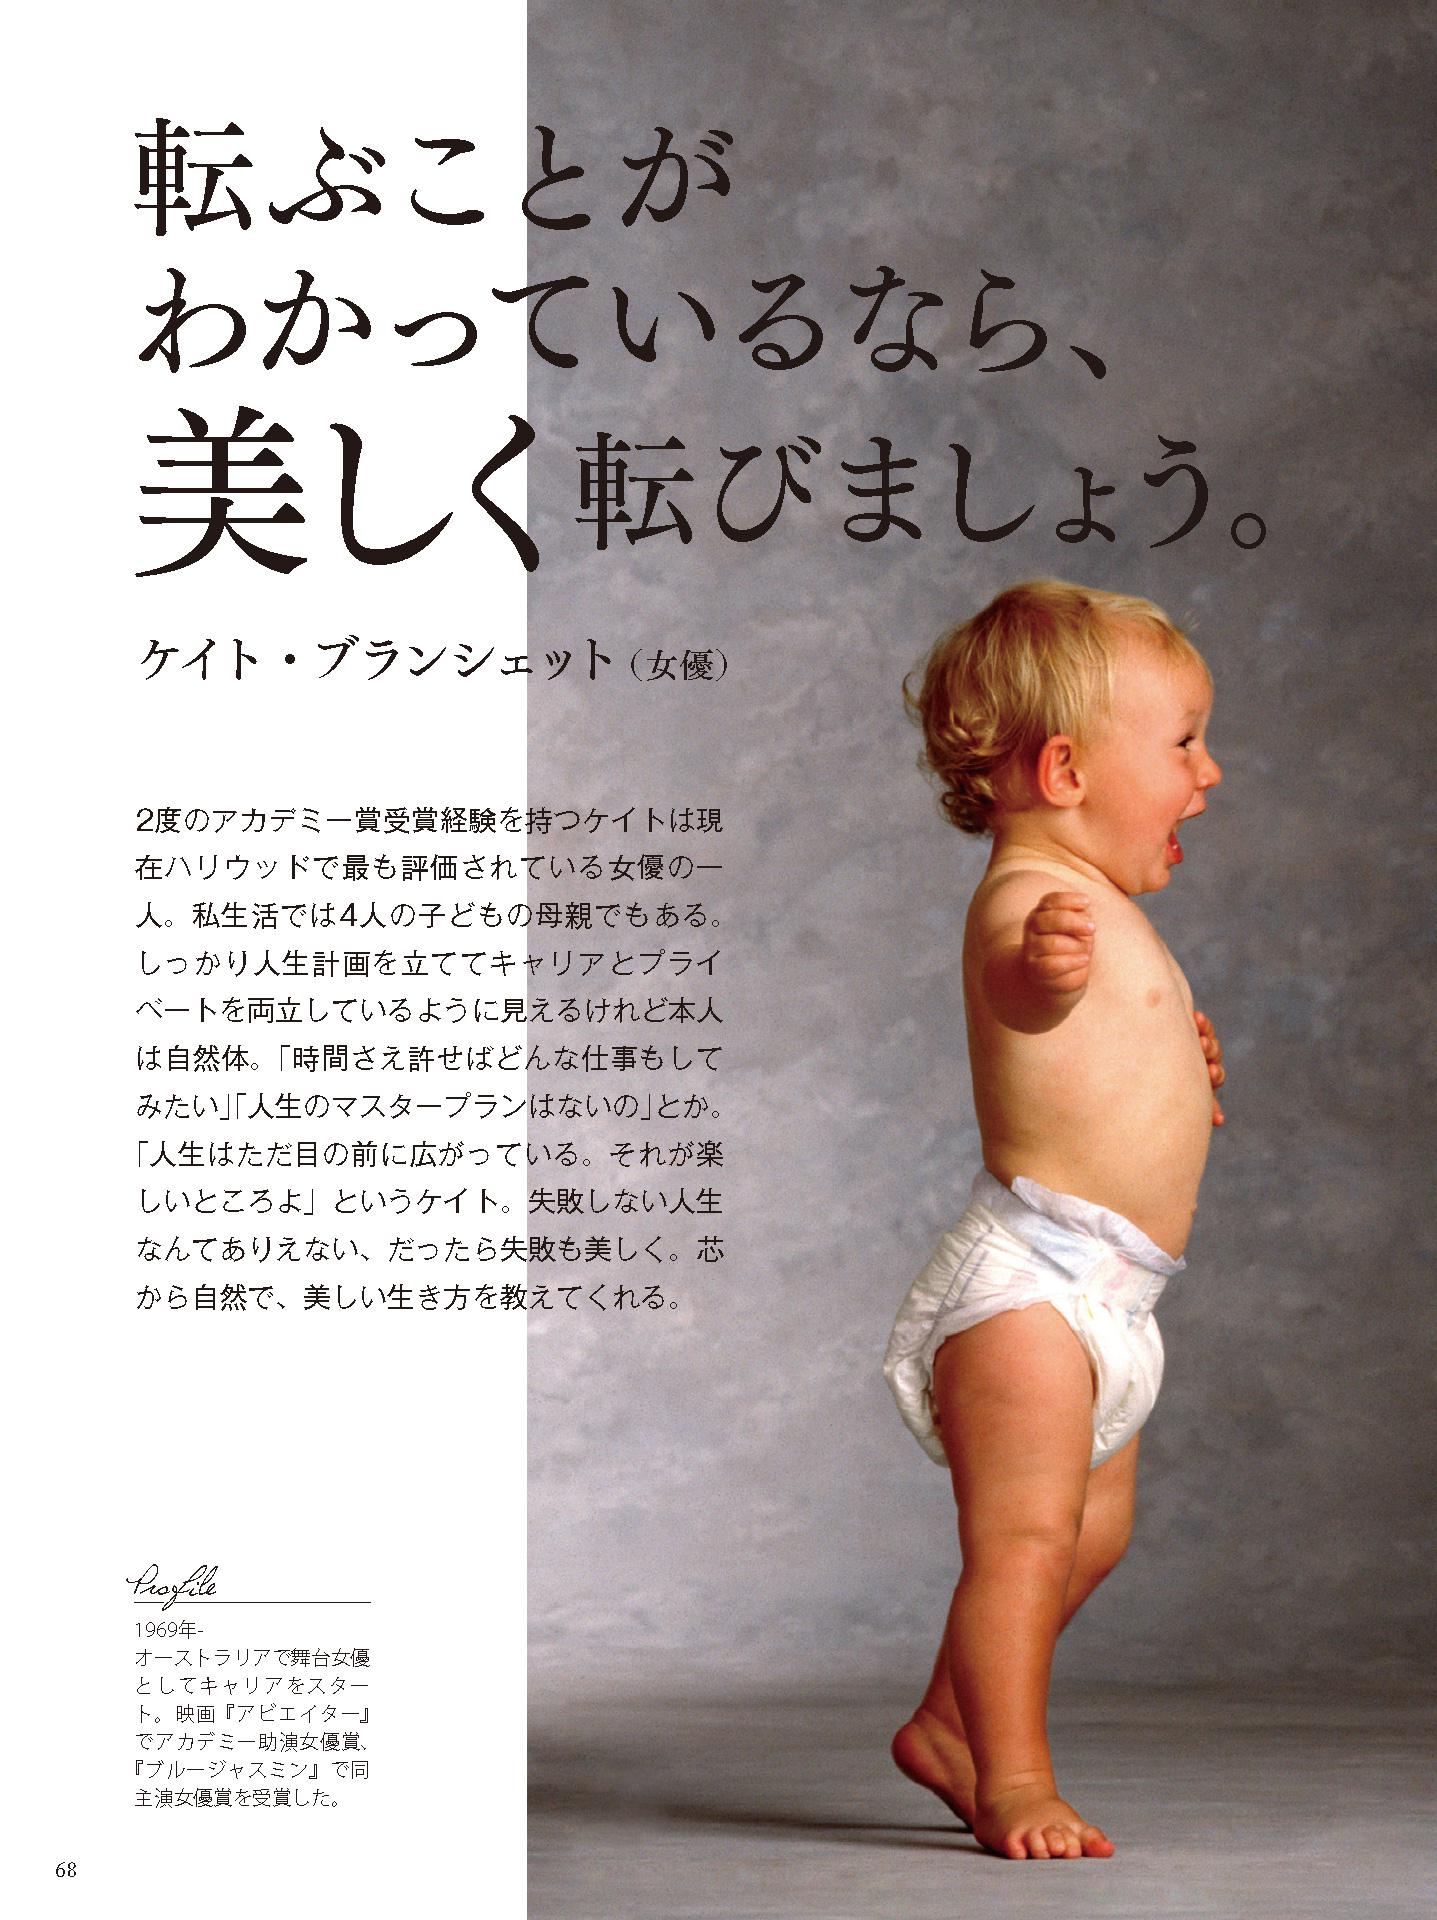 転ぶことが
わかっているなら、
美しく転びましょう。
ケイト・ブランシェット（女優）
2度のアカデミー賞受賞経験を持つケイトは現
在ハリウッドで最も評価されている女優の一
人。私生活では4人の子どもの母親でもある。
しっかり人生計画を立ててキャリアとプライ
ベートを両立しているように見えるけれど本人
は自然体。「時間さえ許せばどんな仕事もして
みたい」「人生のマスタープランはないの」とか。
「人生はただ目の前に広がっている。それが楽
しいところよ」というケイト。失敗しない人生
なんてありえない、だったら失敗も美しく。芯
から自然で、美しい生き方を教えてくれる。
Profile
1969年-
オーストラリアで舞台女優
としてキャリアをスター
ト。映画『アビエイター』
でアカデミー助演女優賞、
『ブルージャスミン』で同
主演女優賞を受賞した。
68